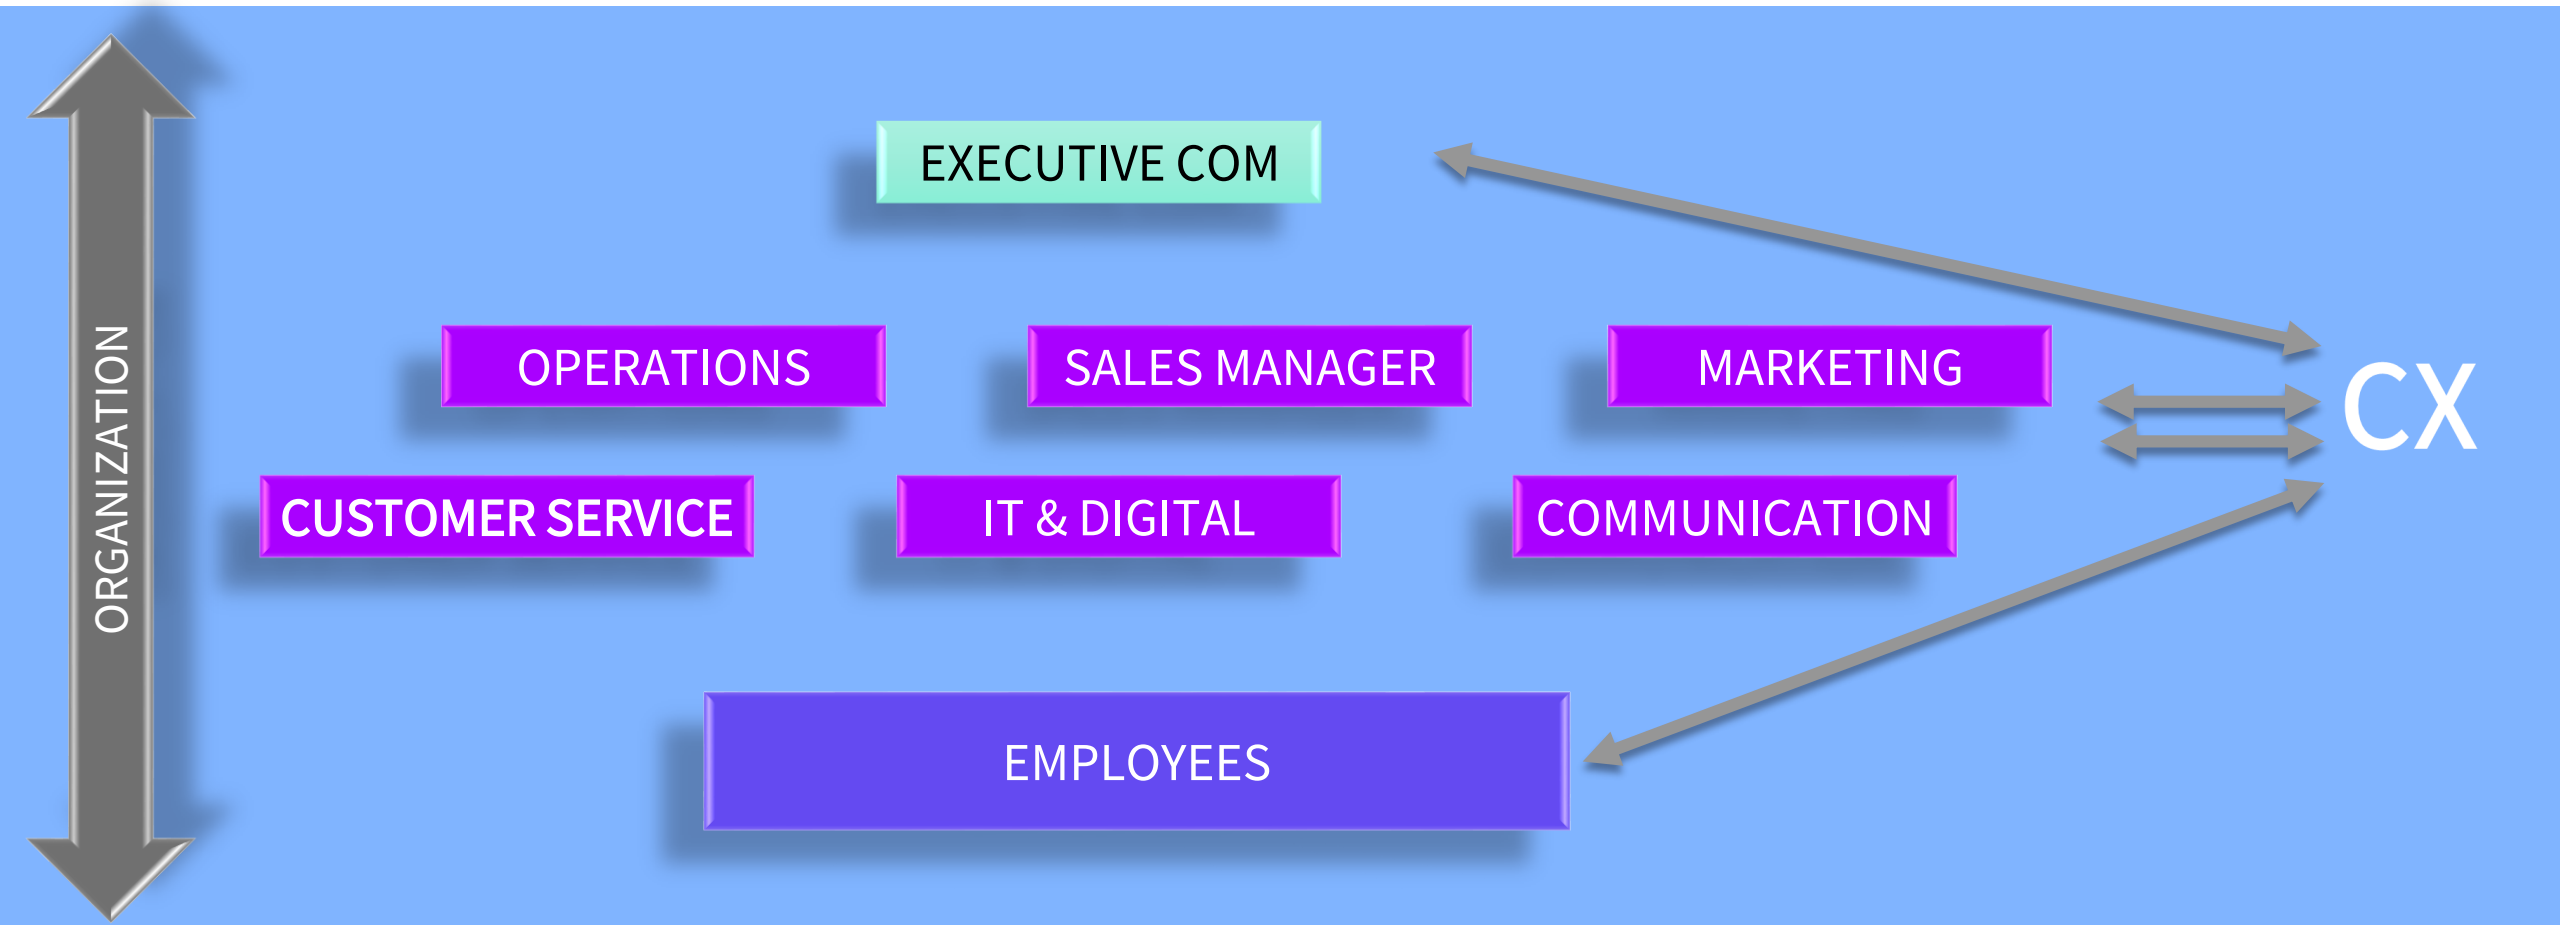 EXECUTIVE COM
OPERATIONS
SALES MANAGER
MARKETING
CX
CUSTOMER SERVICE
IT & DIGITAL
COMMUNICATION
EMPLOYEES
ORGANIZATION